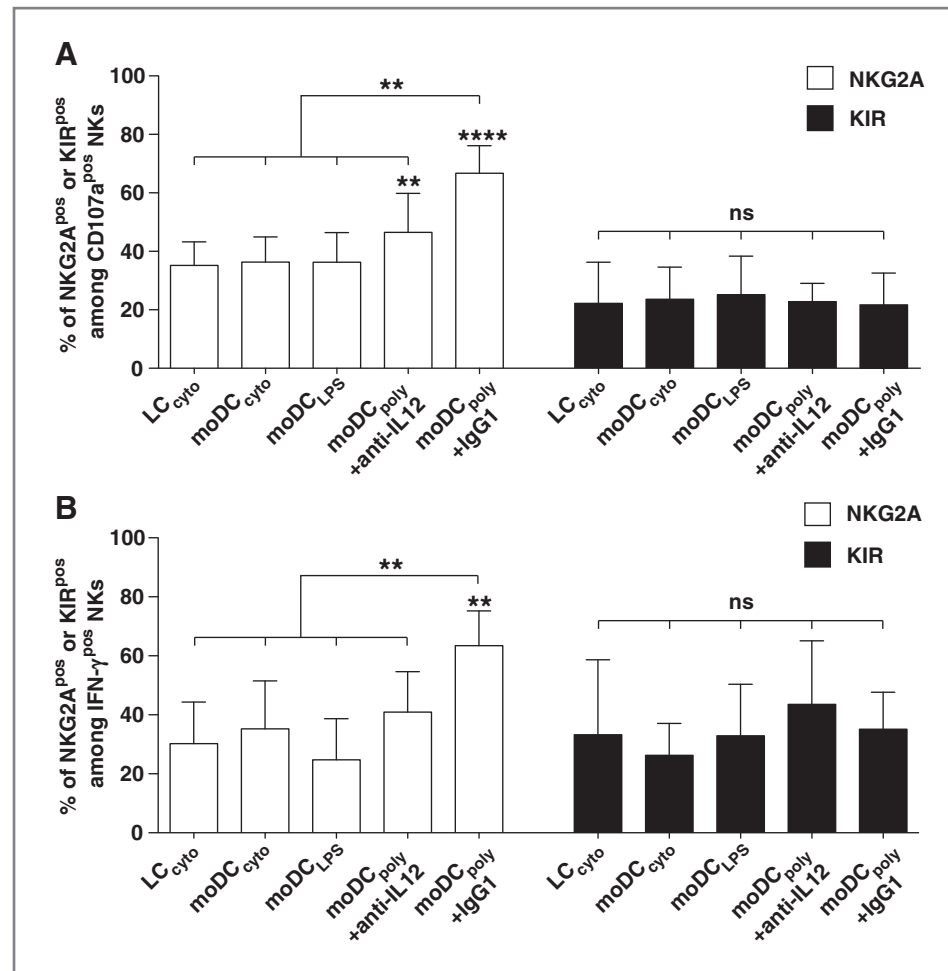 A
% of NKG2A^pos or KIR^pos
among CD107a^pos NKs
100
80
60
40
20
0
**
**
****
ns
NKG2A
KIR
LC_cyto
moDC_cyto
moDC_LPS
moDC_poly
+anti-IL12
moDC_poly
+IgG1
LC_cyto
moDC_cyto
moDC_LPS
moDC_poly
+anti-IL12
moDC_poly
+IgG1
B
% of NKG2A^pos or KIR^pos
among IFN-γ^pos NKs
100
80
60
40
20
0
**
**
ns
NKG2A
KIR
LC_cyto
moDC_cyto
moDC_LPS
moDC_poly
+anti-IL12
moDC_poly
+IgG1
LC_cyto
moDC_cyto
moDC_LPS
moDC_poly
+anti-IL12
moDC_poly
+IgG1